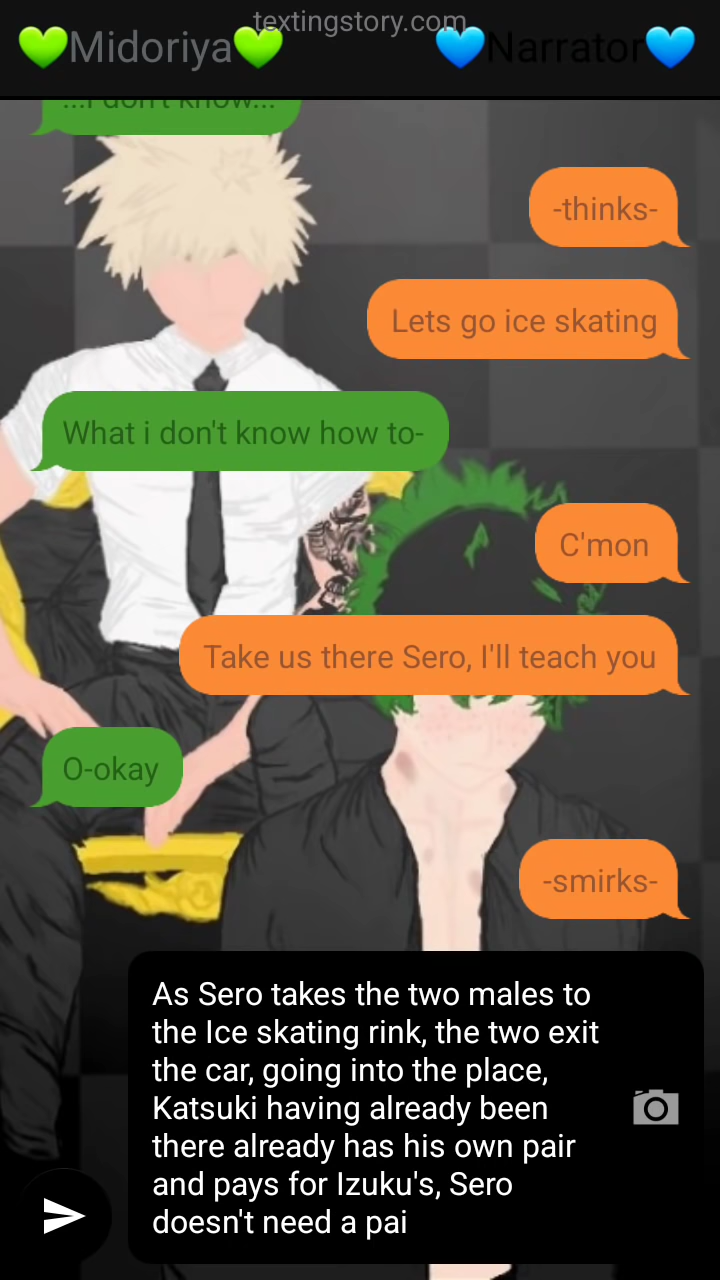 textingstory.com
💚Midoriya💚
💙Narrator💙
...I don't know...
-thinks-
Lets go ice skating
What i don't know how to-
C'mon
Take us there Sero, I'll teach you
O-okay
-smirks-
As Sero takes the two males to
the Ice skating rink, the two exit
the car, going into the place,
Katsuki having already been
there already has his own pair
and pays for Izuku's, Sero
doesn't need a pai